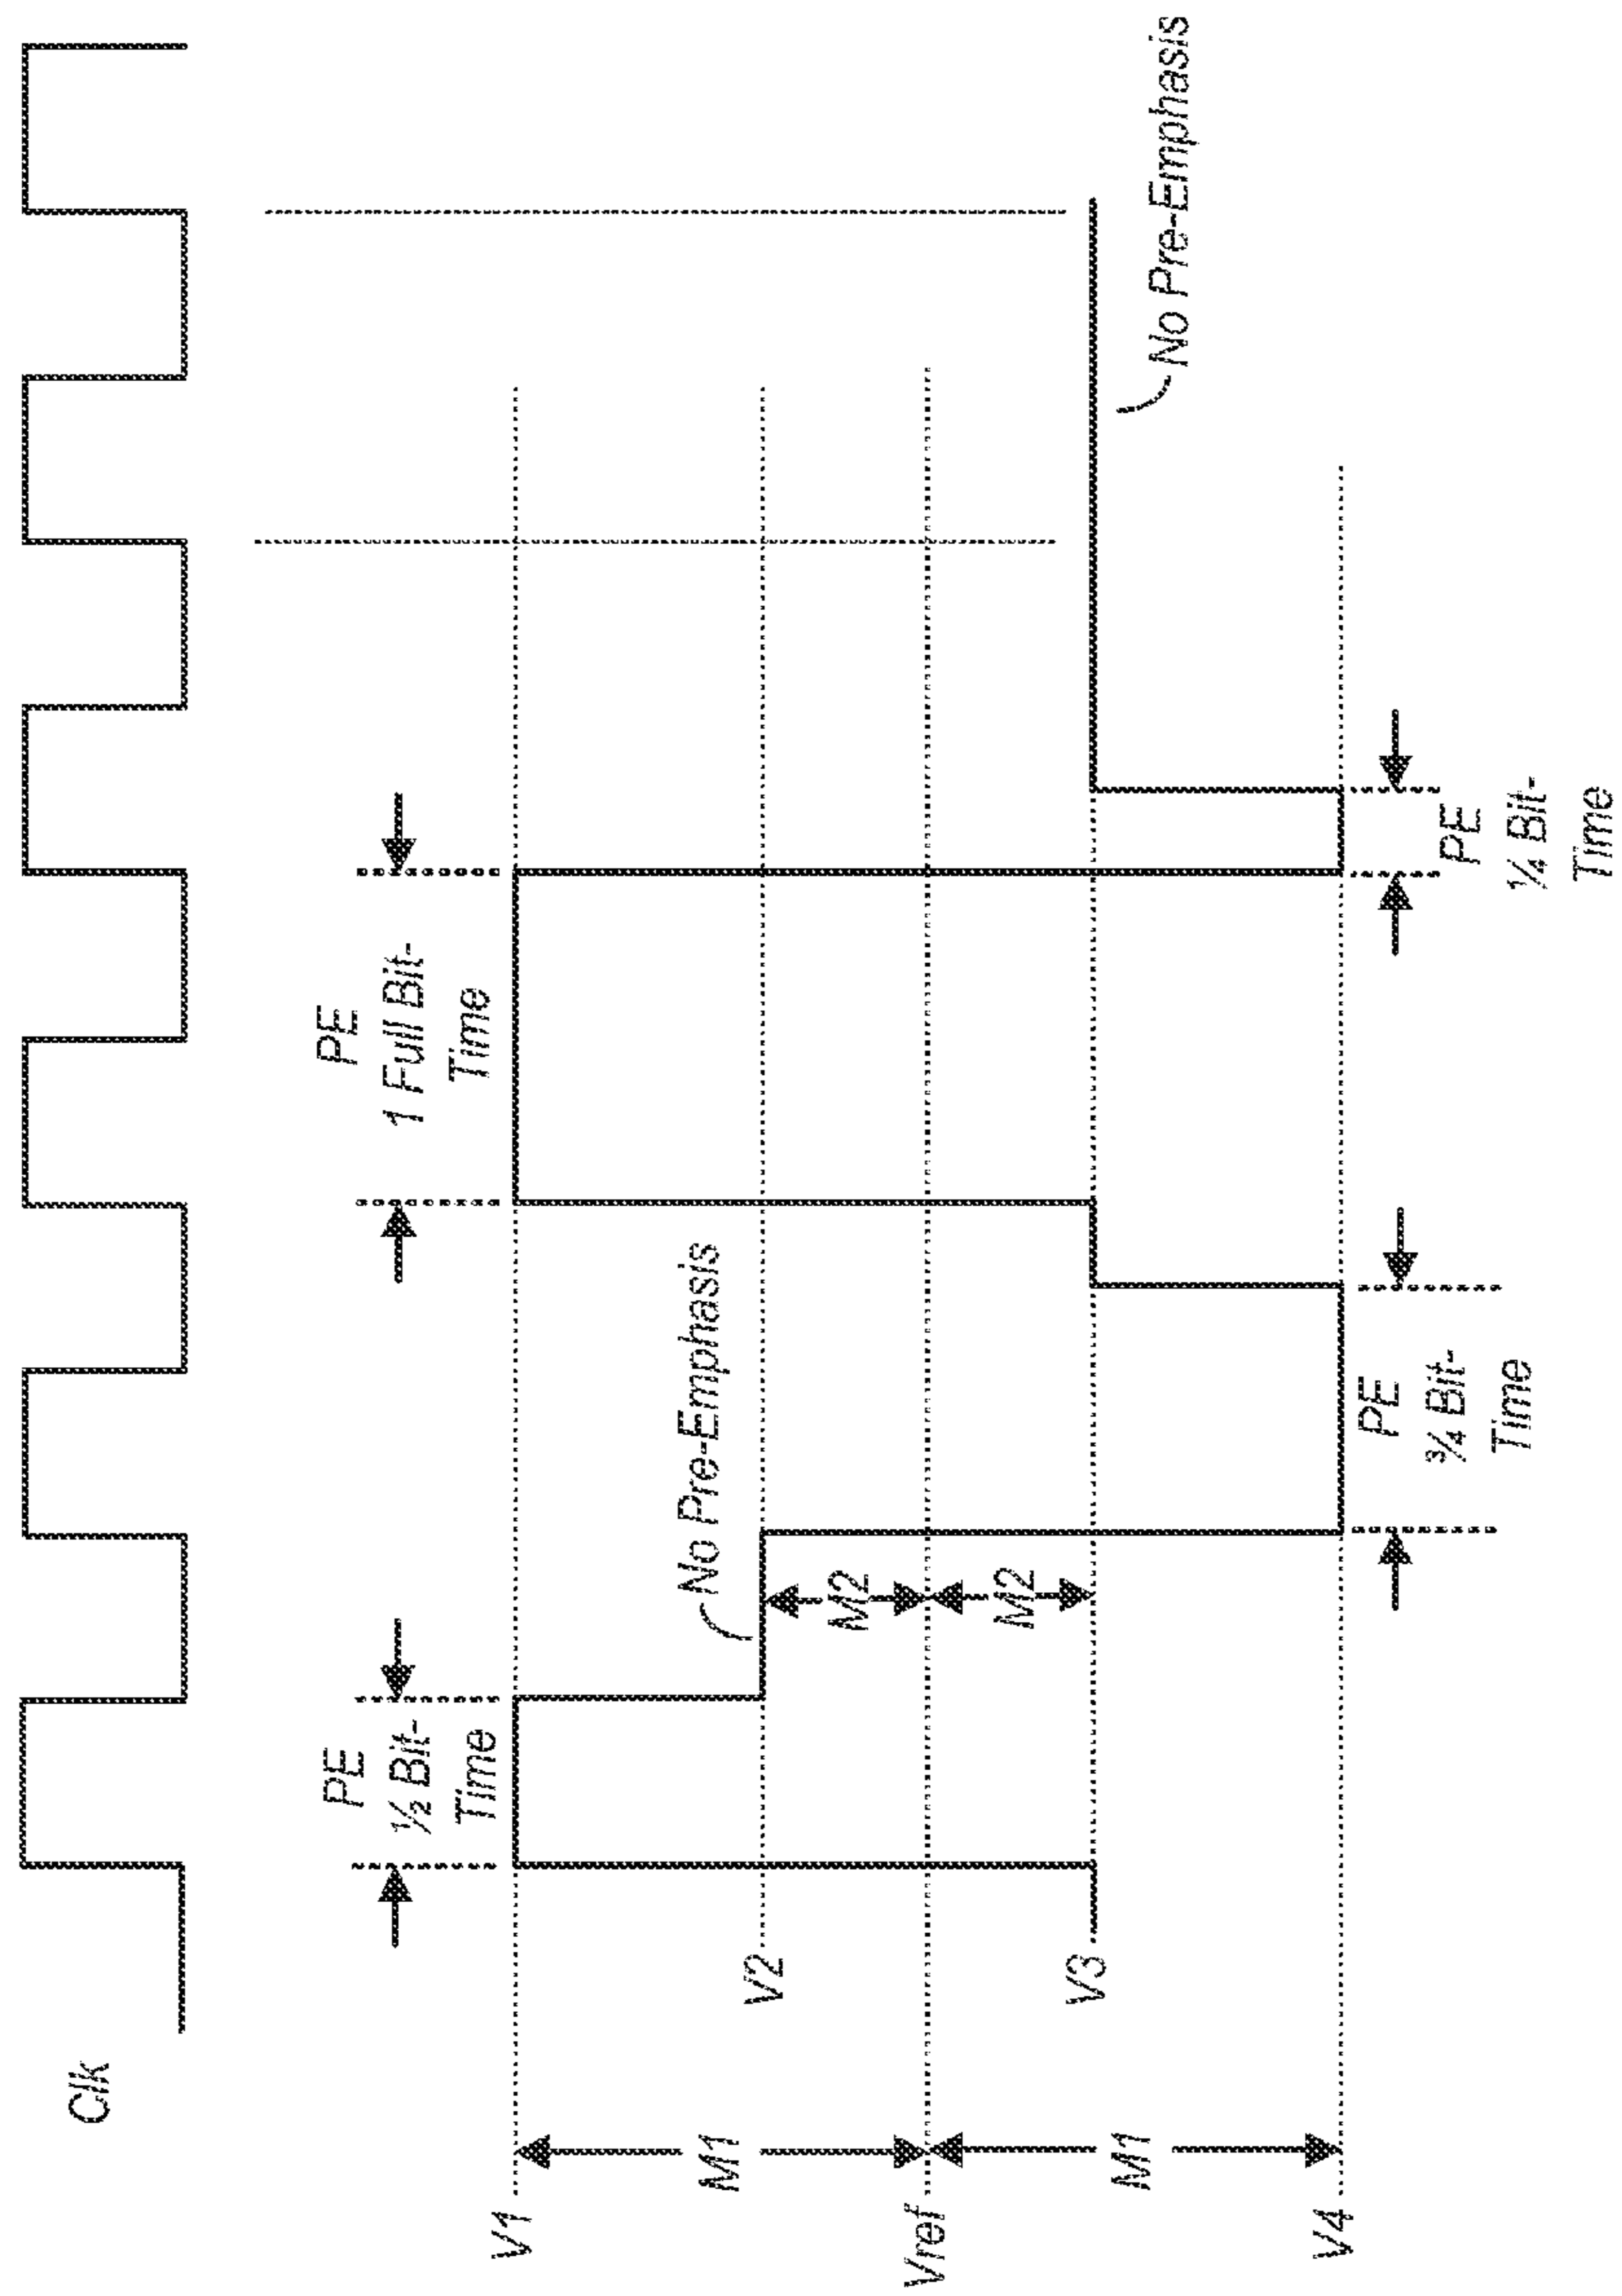 Clk
PE
½ Bit-
Time
PE
1 Full Bit-
Time
No Pre-Emphasis
V1
M1
V2
M2
Vref
M2
V3
M1
V4
No Pre-Emphasis
PE
¾ Bit-
Time
PE
¼ Bit-
Time